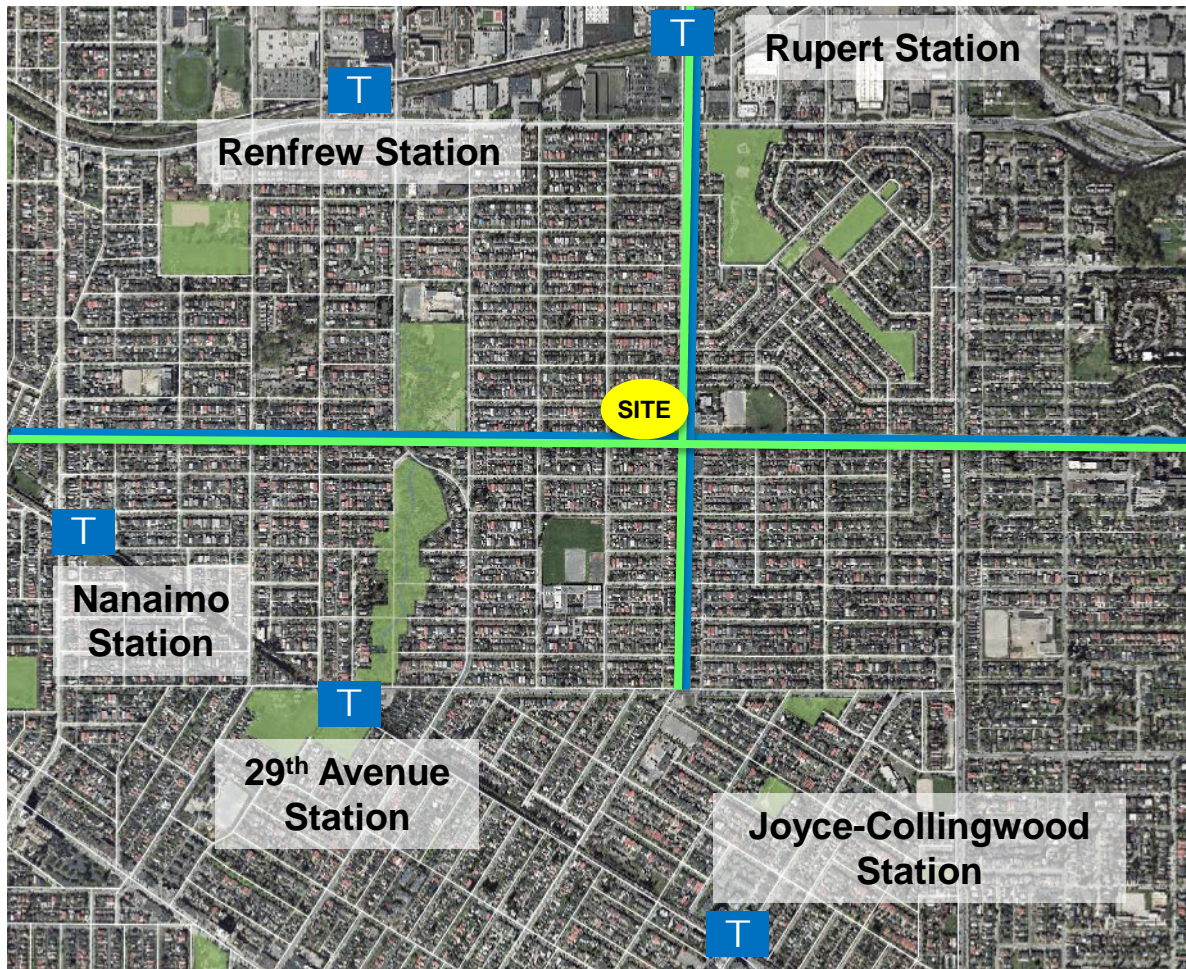 T
Rupert Station
T
Renfrew Station
SITE
T
Nanaimo
Station
T
29th Avenue
Station
Joyce-Collingwood
Station
T